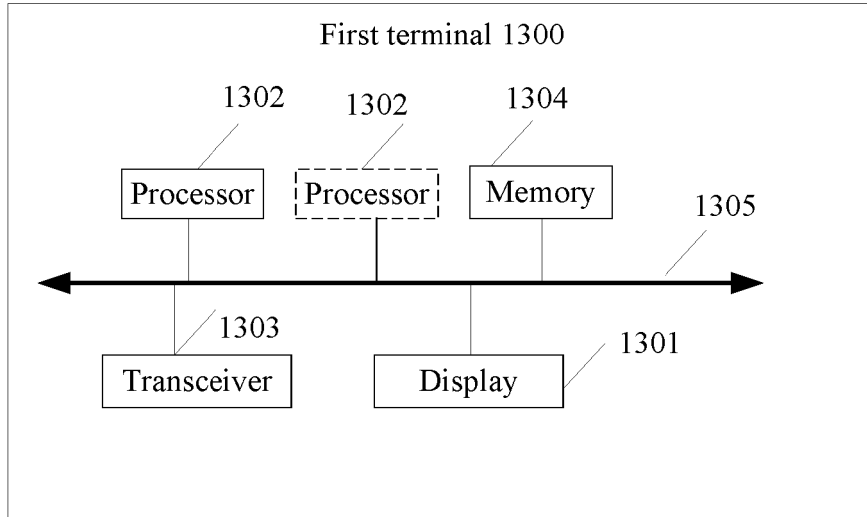 First terminal 1300
1302
1302
1304
Processor
Processor
Memory
1305
1303
1301
Transceiver
Display